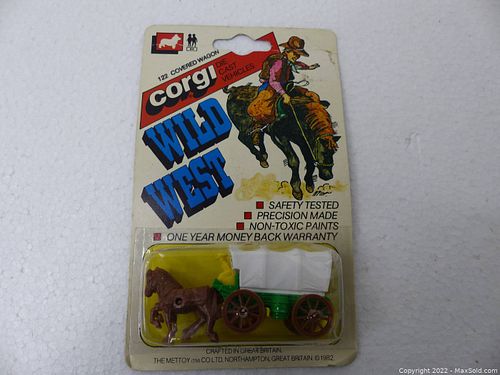 122 COVERED WAGON
corgi
DIE
CAST
VEHICLES
WILD
WEST
SAFETY TESTED
PRECISION MADE
NON-TOXIC PAINTS
ONE YEAR MONEY BACK WARRANTY
CRAFTED IN GREAT BRITAIN.
THE METTOY CO LTD, NORTHAMPTON, GREAT BRITAIN © 1982
Copyright 2022 - MaxSold.com